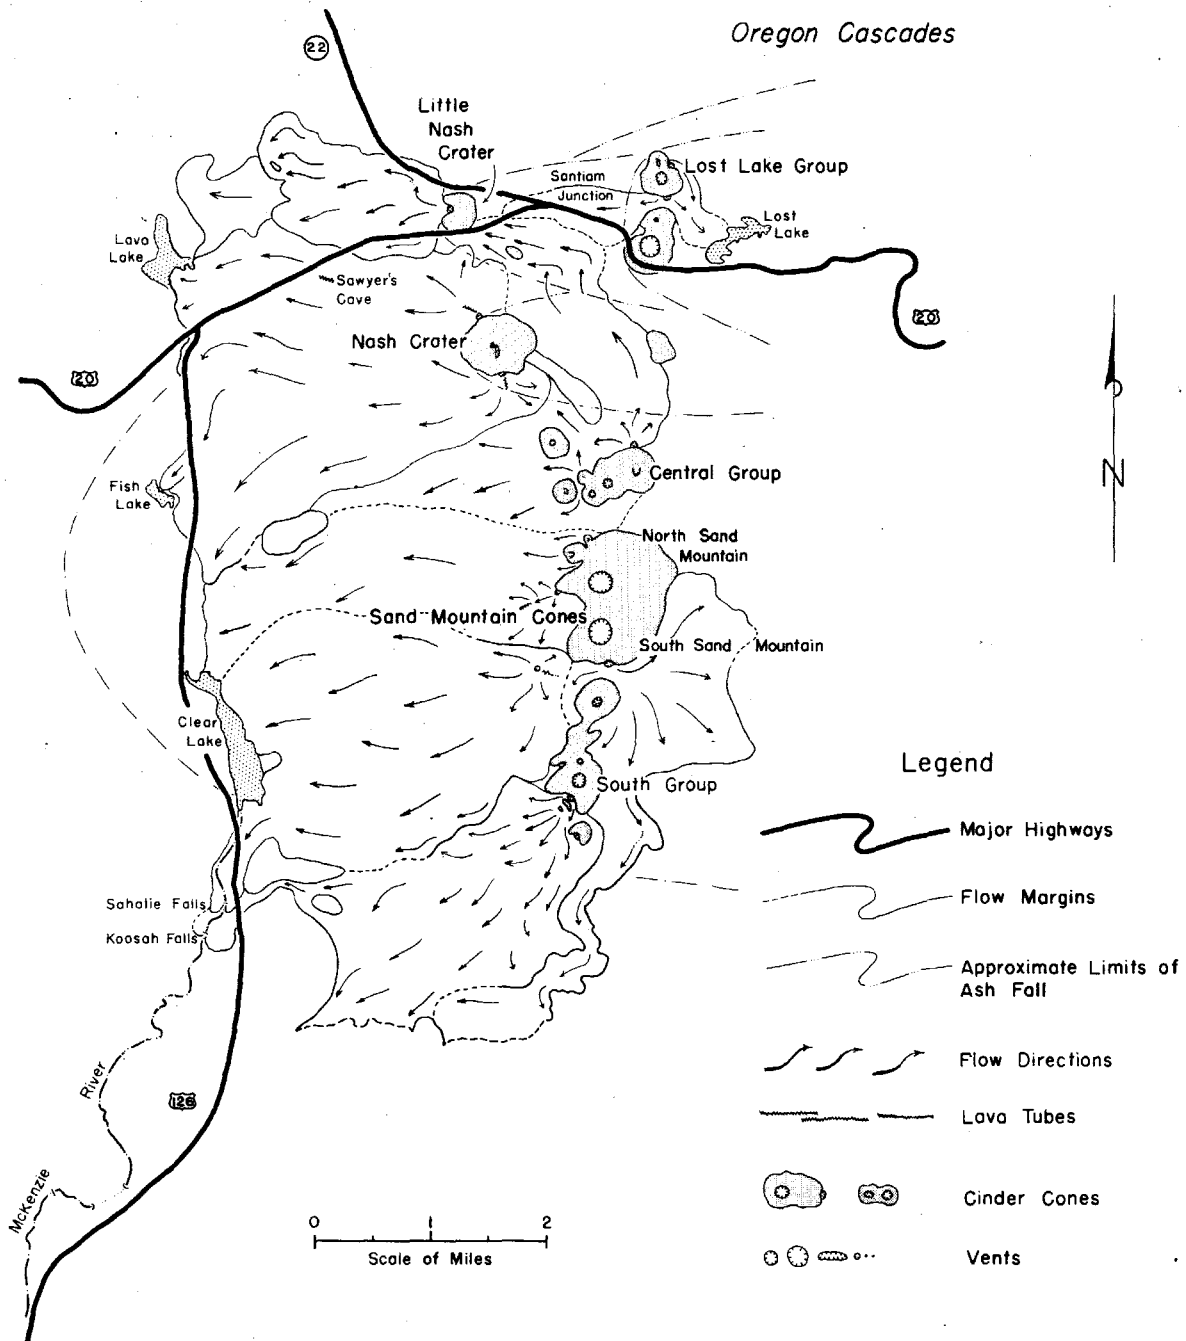 Oregon Cascades
22
Little
Nash
Crater
Santiam
Junction
Lost Lake Group
Lost
Lake
Lava
Lake
Sawyer's
Cave
Nash Crater
20
20
Central Group
Fish
Lake
N
North Sand
Mountain
Sand Mountain Cones
South Sand Mountain
Clear
Lake
South Group
Sahalie Falls
Koosah Falls
River
McKenzie
126
0 1 2
Scale of Miles
Legend
Major Highways
Flow Margins
Approximate Limits of
Ash Fall
Flow Directions
Lava Tubes
Cinder Cones
Vents